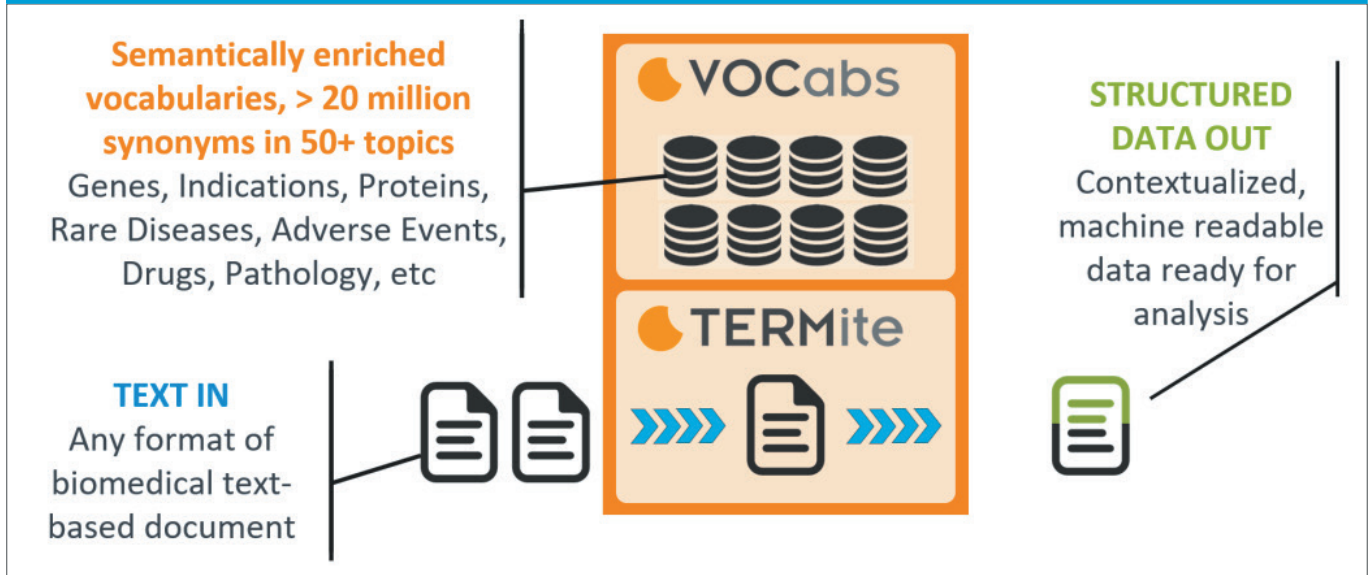 Semantically enriched
vocabularies, > 20 million
synonyms in 50+ topics
Genes, Indications, Proteins,
Rare Diseases, Adverse Events,
Drugs, Pathology, etc
VOCabs
STRUCTURED
DATA OUT
Contextualized,
machine readable
data ready for
analysis
TERMite
TEXT IN
Any format of
biomedical text-
based document